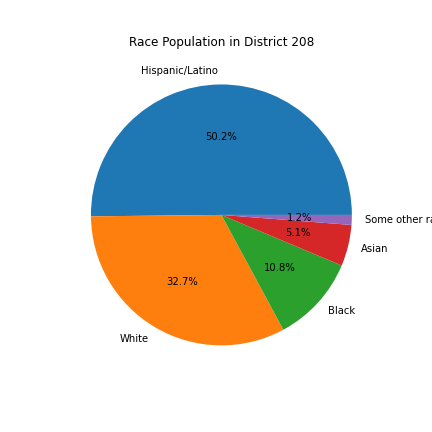 Race Population in District 208
Hispanic/Latino
50.2%
1.2%
Some other
5.1%
Asian
10.8%
Black
32.7%
White